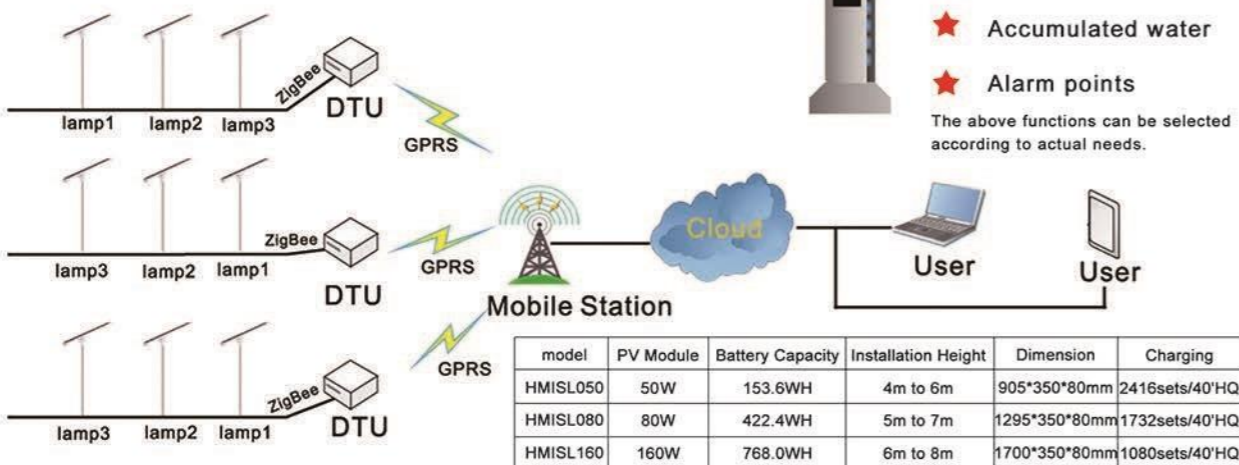 Accumulated water
Alarm points
The above functions can be selected
according to actual needs.
lamp1 lamp2 lamp3
ZigBee
DTU
GPRS
lamp3 lamp2 lamp1
ZigBee
DTU
GPRS
lamp3 lamp2 lamp1
ZigBee
DTU
GPRS
Mobile Station
Cloud
User
User
model PV Module Battery Capacity Installation Height Dimension Charging
HMISL050 50W 153.6WH 4m to 6m 905*350*80mm 2416sets/40'HQ
HMISL080 80W 422.4WH 5m to 7m 1295*350*80mm 1732sets/40'HQ
HMISL160 160W 768.0WH 6m to 8m 1700*350*80mm 1080sets/40'HQ